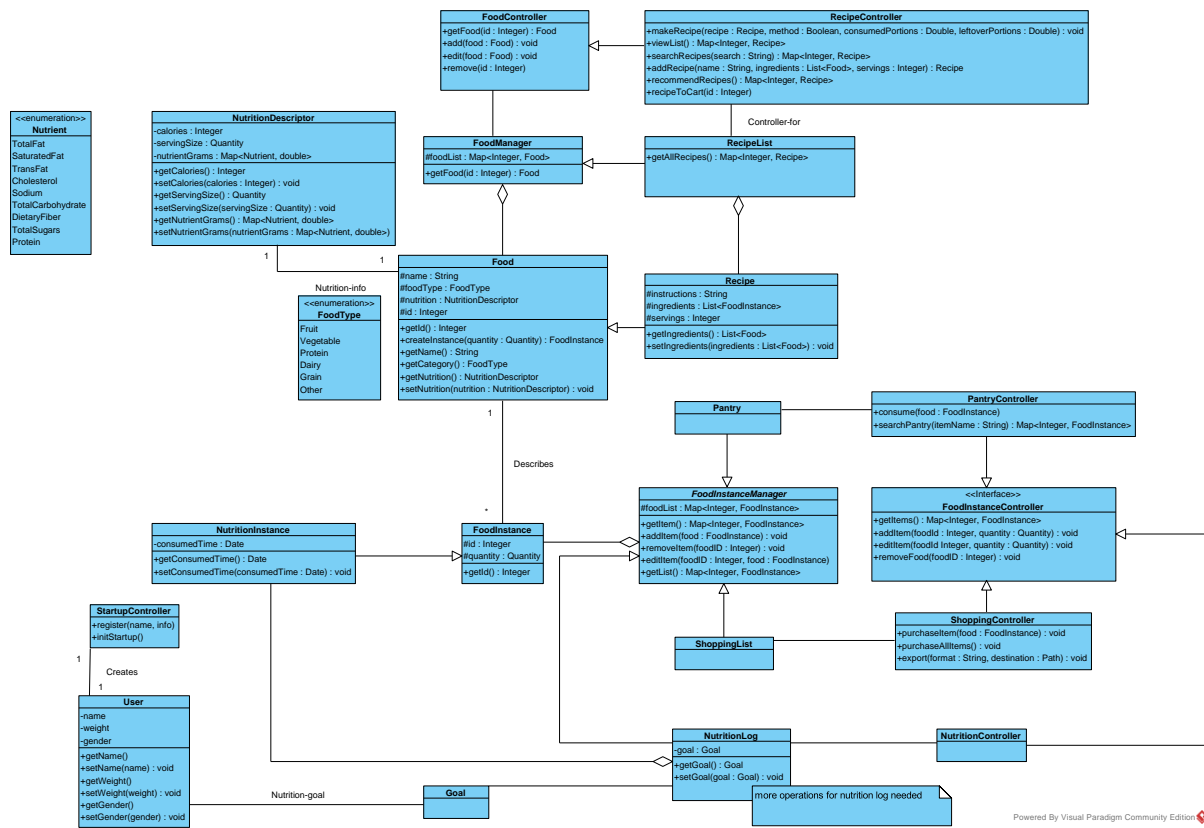 FoodController
+getFood(id : Integer) : Food
+add(food : Food) : void
+edit(food : Food) : void
+remove(id : Integer)
RecipeController
+makeRecipe(recipe : Recipe, method : Boolean, consumedPortions : Double, leftoverPortions : Double) : void
+viewList() : Map<Integer, Recipe>
+searchRecipes(search : String) : Map<Integer, Recipe>
+addRecipe(name : String, ingredients : List<Food>, servings : Integer) : Recipe
+recommendRecipes() : Map<Integer, Recipe>
+recipeToCart(id : Integer)
Controller-for
<<enumeration>>
Nutrient
TotalFat
SaturatedFat
TransFat
Cholesterol
Sodium
TotalCarbohydrate
DietaryFiber
TotalSugars
Protein
NutritionDescriptor
-calories : Integer
-servingSize : Quantity
-nutrientGrams : Map<Nutrient, double>
+getCalories() : Integer
+setCalories(calories : Integer) : void
+getServingSize() : Quantity
+setServingSize(servingSize : Quantity) : void
+getNutrientGrams() : Map<Nutrient, double>
+setNutrientGrams(nutrientGrams : Map<Nutrient, double>)
FoodManager
#foodList : Map<Integer, Food>
+getFood(id : Integer) : Food
RecipeList
+getAllRecipes() : Map<Integer, Recipe>
1
1
Nutrition-info
Food
#name : String
#foodType : FoodType
#nutrition : NutritionDescriptor
#id : Integer
+getId() : Integer
+createInstance(quantity : Quantity) : FoodInstance
+getName() : String
+getCategory() : FoodType
+getNutrition() : NutritionDescriptor
+setNutrition(nutrition : NutritionDescriptor) : void
Recipe
#instructions : String
#ingredients : List<FoodInstance>
#servings : Integer
+getIngredients() : List<Food>
+setIngredients(ingredients : List<Food>) : void
<<enumeration>>
FoodType
Fruit
Vegetable
Protein
Dairy
Grain
Other
1
Describes
*
Pantry
PantryController
+consume(food : FoodInstance)
+searchPantry(itemName : String) : Map<Integer, FoodInstance>
FoodInstanceManager
#foodList : Map<Integer, FoodInstance>
+getItem() : Map<Integer, FoodInstance>
+addItem(food : FoodInstance) : void
+removeItem(foodID : Integer) : void
+editItem(foodID : Integer, food : FoodInstance)
+getList() : Map<Integer, FoodInstance>
<<Interface>>
FoodInstanceController
+getItems() : Map<Integer, FoodInstance>
+addItem(foodId : Integer, quantity : Quantity) : void
+editItem(foodId Integer, quantity : Quantity) : void
+removeFood(foodID : Integer) : void
NutritionInstance
-consumedTime : Date
+getConsumedTime() : Date
+setConsumedTime(consumedTime : Date) : void
FoodInstance
#id : Integer
#quantity : Quantity
+getId() : Integer
StartupController
+register(name, info)
+initStartup()
1
Creates
1
ShoppingList
ShoppingController
+purchaseItem(food : FoodInstance) : void
+purchaseAllItems() : void
+export(format : String, destination : Path) : void
User
-name
-weight
-gender
+getName()
+setName(name) : void
+getWeight()
+setWeight(weight) : void
+getGender()
+setGender(gender) : void
Nutrition-goal
Goal
NutritionLog
-goal : Goal
+getGoal() : Goal
+setGoal(goal : Goal) : void
NutritionController
more operations for nutrition log needed
Powered By Visual Paradigm Community Edition